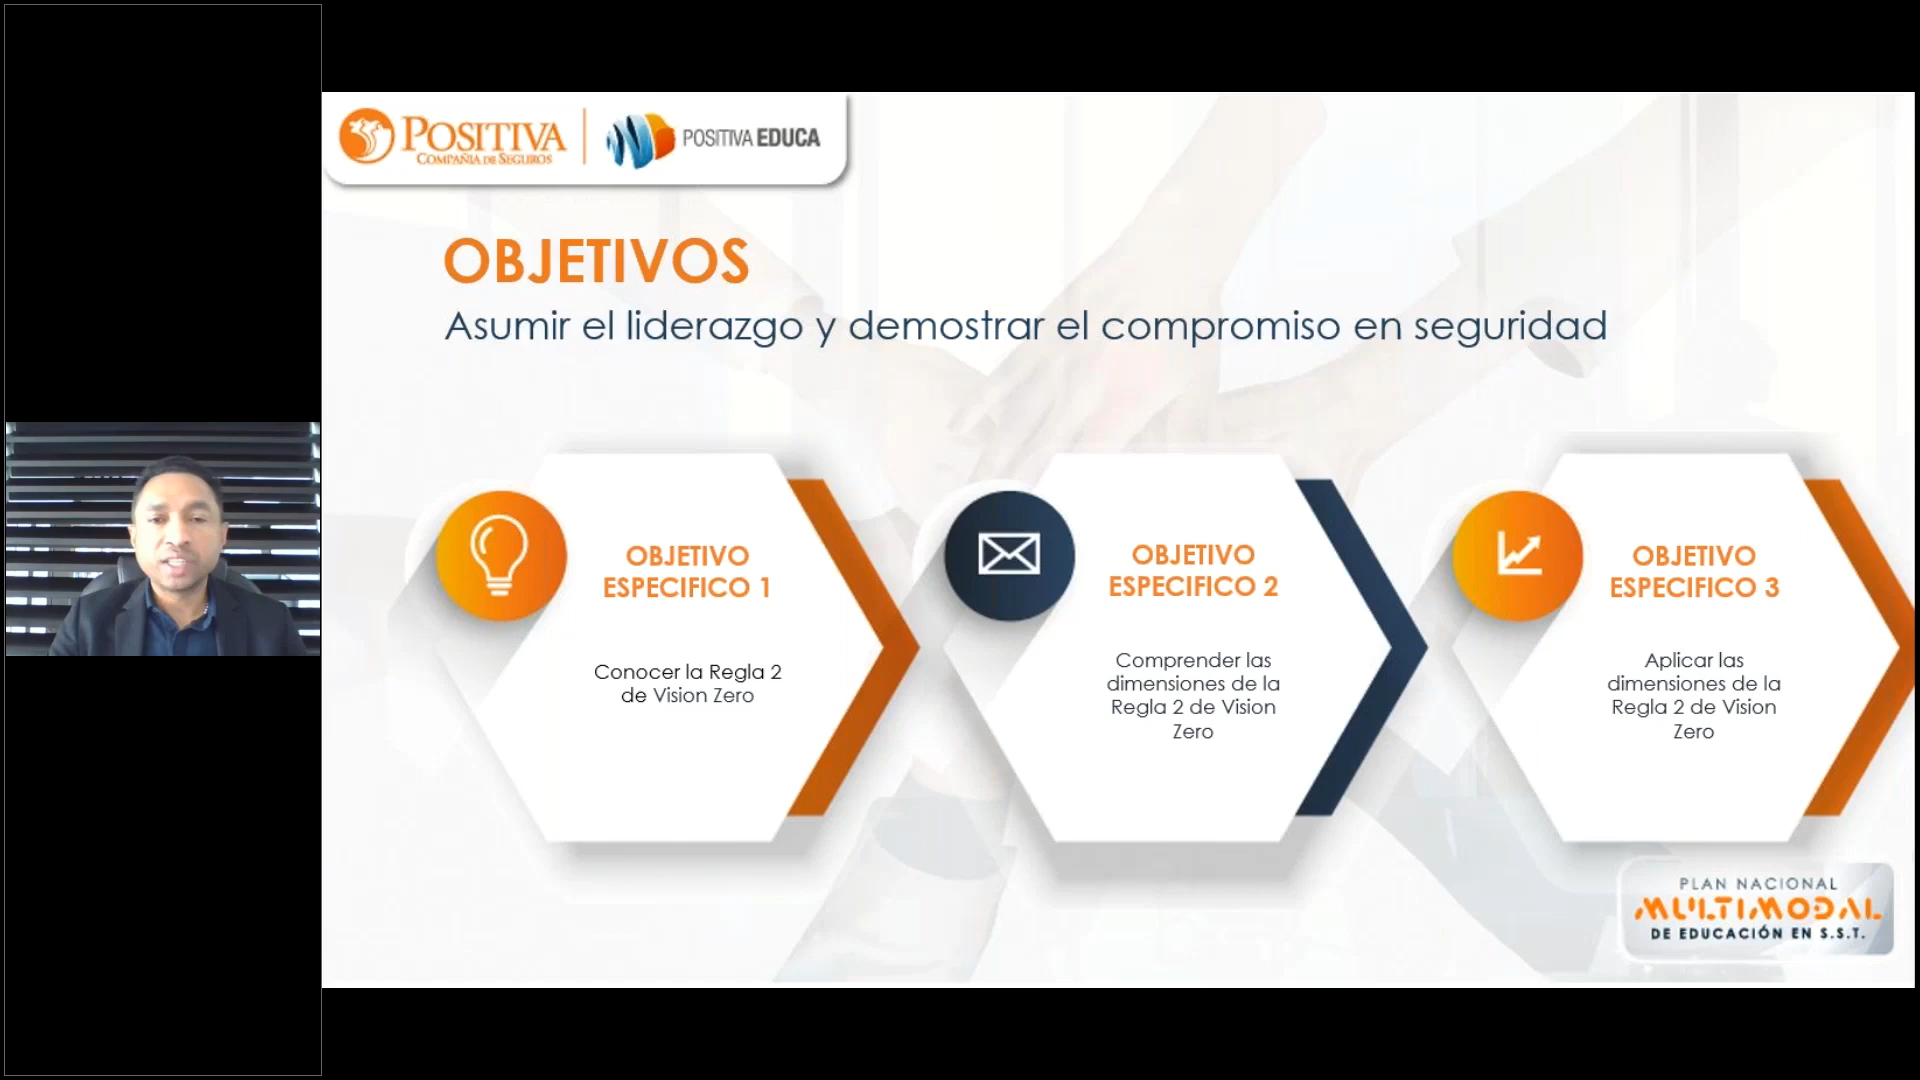 POSITIVA
COMPAÑIA DE SEGUROS
POSITIVA EDUCA
OBJETIVOS
Asumir el liderazgo y demostrar el compromiso en seguridad
OBJETIVO
ESPECIFICO 1
Conocer la Regla 2
de Vision Zero
OBJETIVO
ESPECIFICO 2
Comprender las
dimensiones de la
Regla 2 de Vision
Zero
OBJETIVO
ESPECIFICO 3
Aplicar las
dimensiones de la
Regla 2 de Vision
Zero
PLAN NACIONAL
MULTIMODAL
DE EDUCACIÓN EN S.S.T.